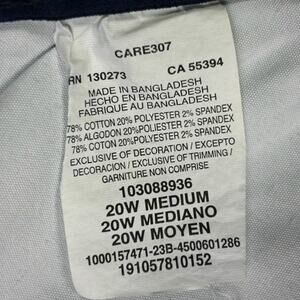 CARE307
RN 130273 CA 55394
MADE IN BANGLADESH
HECHO EN BANGLADESH
FABRIQUE AU BANGLADESH
78% COTTON 20% POLYESTER 2% SPANDEX
78% ALGODON 20% POLYESTER 2% SPANDEX
78% COTON 20% POLYESTER 2% SPANDEX
EXCLUSIVE OF DECORATION / EXCEPTO
DECORACION / EXCLUSIVE OF TRIMMING /
GARNITURE NON COMPRISE
103088936
20W MEDIUM
20W MEDIANO
20W MOYEN
1000157471-23B-4500601286
191057810152